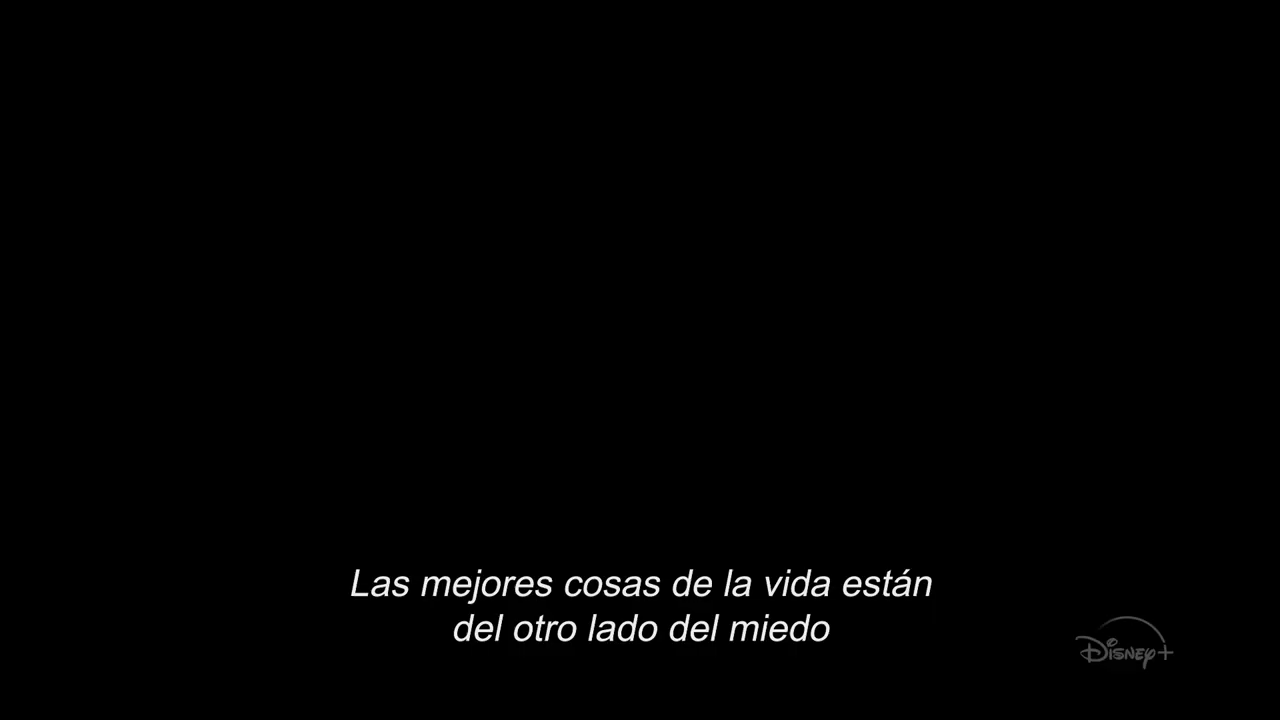 Las mejores cosas de la vida están
del otro lado del miedo
Disney+